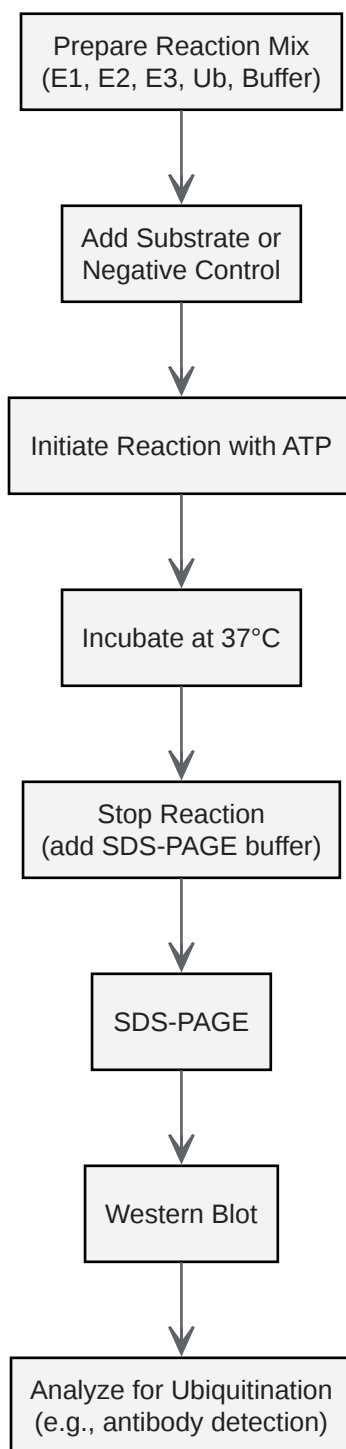 Prepare Reaction Mix
(E1, E2, E3, Ub, Buffer)
Add Substrate or
Negative Control
Initiate Reaction with ATP
Incubate at 37°C
Stop Reaction
(add SDS-PAGE buffer)
SDS-PAGE
Western Blot
Analyze for Ubiquitination
(e.g., antibody detection)